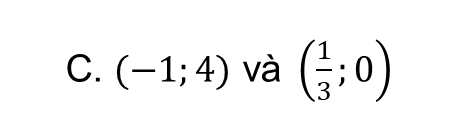 C. (−1; 4) và (1/3; 0)